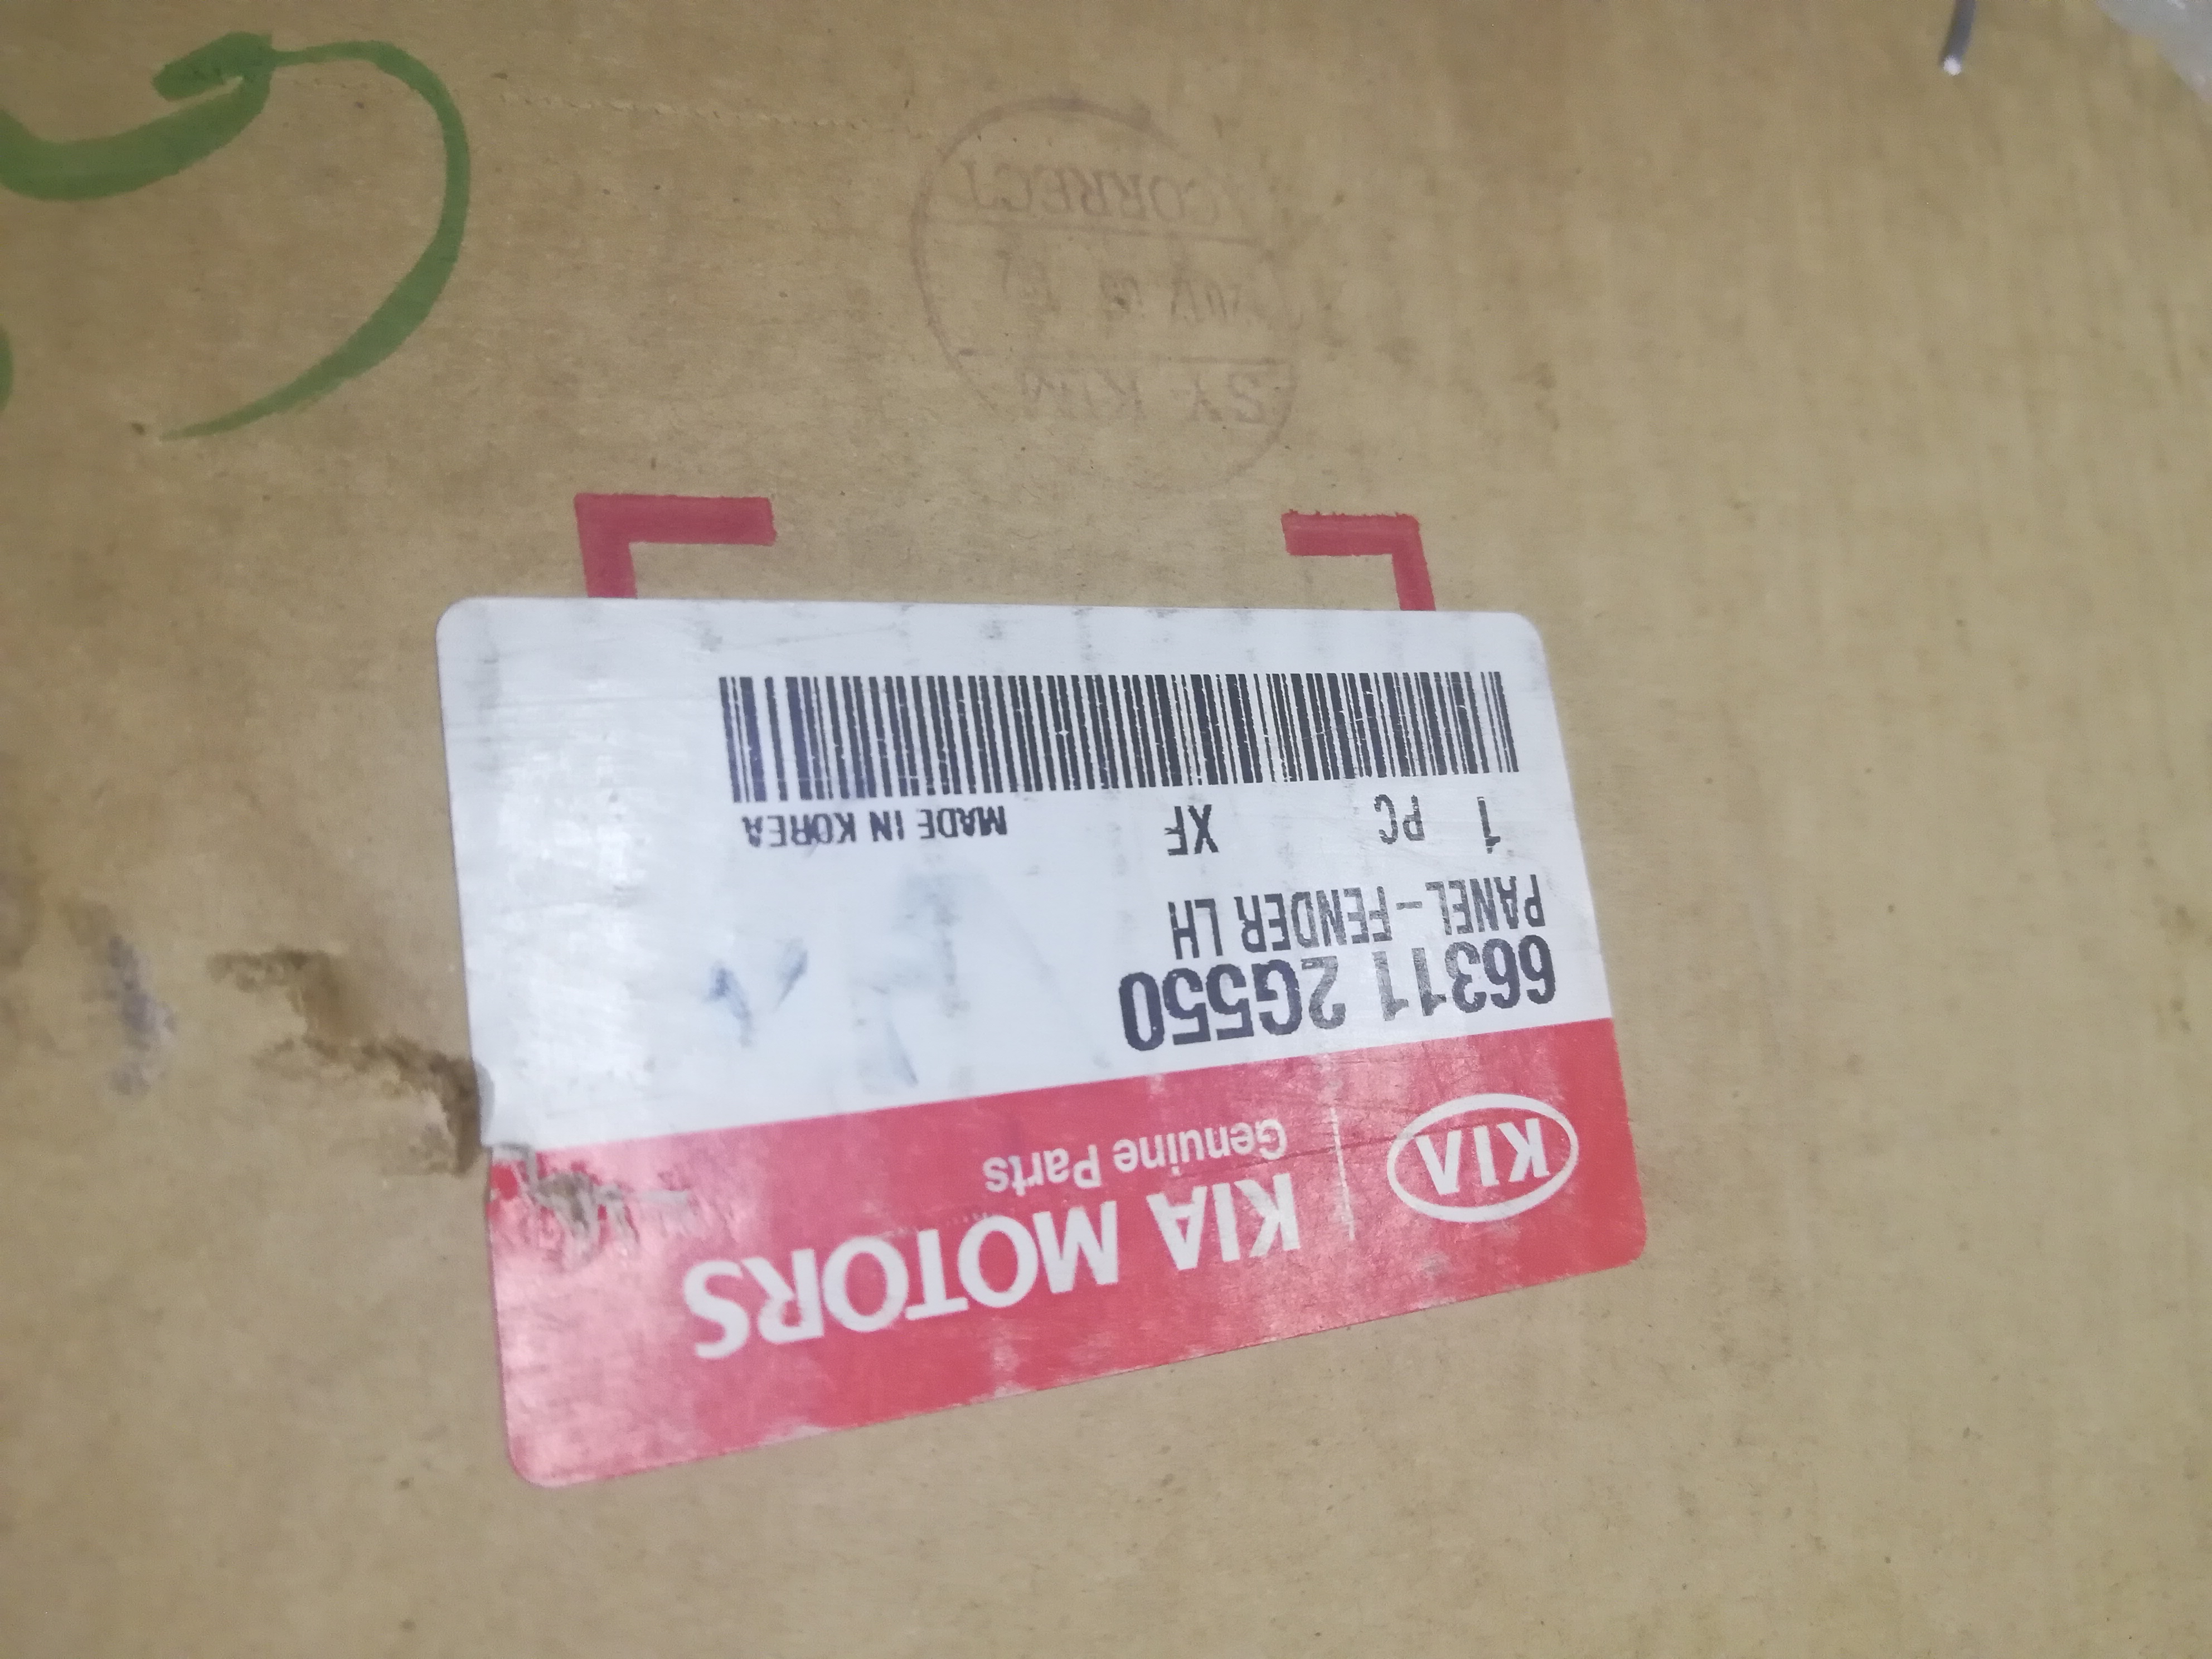 KIA
KIA MOTORS
Genuine Parts
66311 2G550
PANEL-FENDER LH
1 PC XF MADE IN KOREA
CORRECT